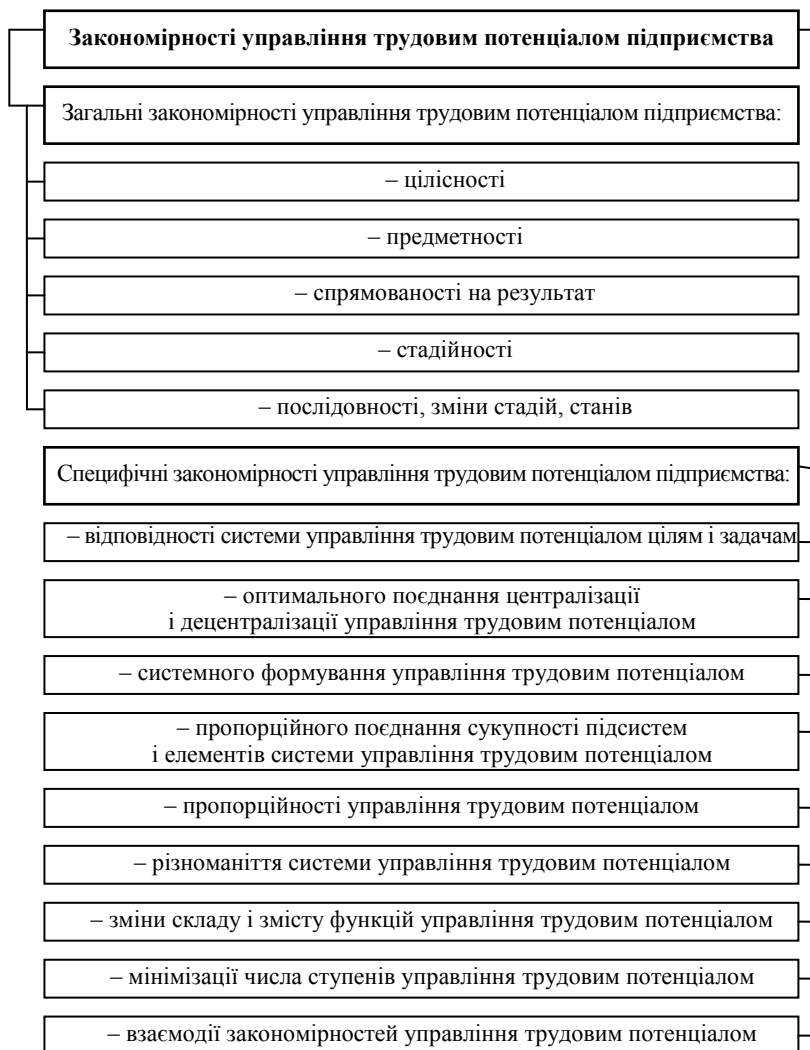 Закономірності управління трудовим потенціалом підприємства
Загальні закономірності управління трудовим потенціалом підприємства:
– цілісності
– предметності
– спрямованості на результат
– стадійності
– послідовності, зміни стадій, станів
Специфічні закономірності управління трудовим потенціалом підприємства:
– відповідності системи управління трудовим потенціалом цілям і задачам
– оптимального поєднання централізації
і децентралізації управління трудовим потенціалом
– системного формування управління трудовим потенціалом
– пропорційного поєднання сукупності підсистем
і елементів системи управління трудовим потенціалом
– пропорційності управління трудовим потенціалом
– різноманіття системи управління трудовим потенціалом
– зміни складу і змісту функцій управління трудовим потенціалом
– мінімізації числа ступенів управління трудовим потенціалом
– взаємодії закономірностей управління трудовим потенціалом